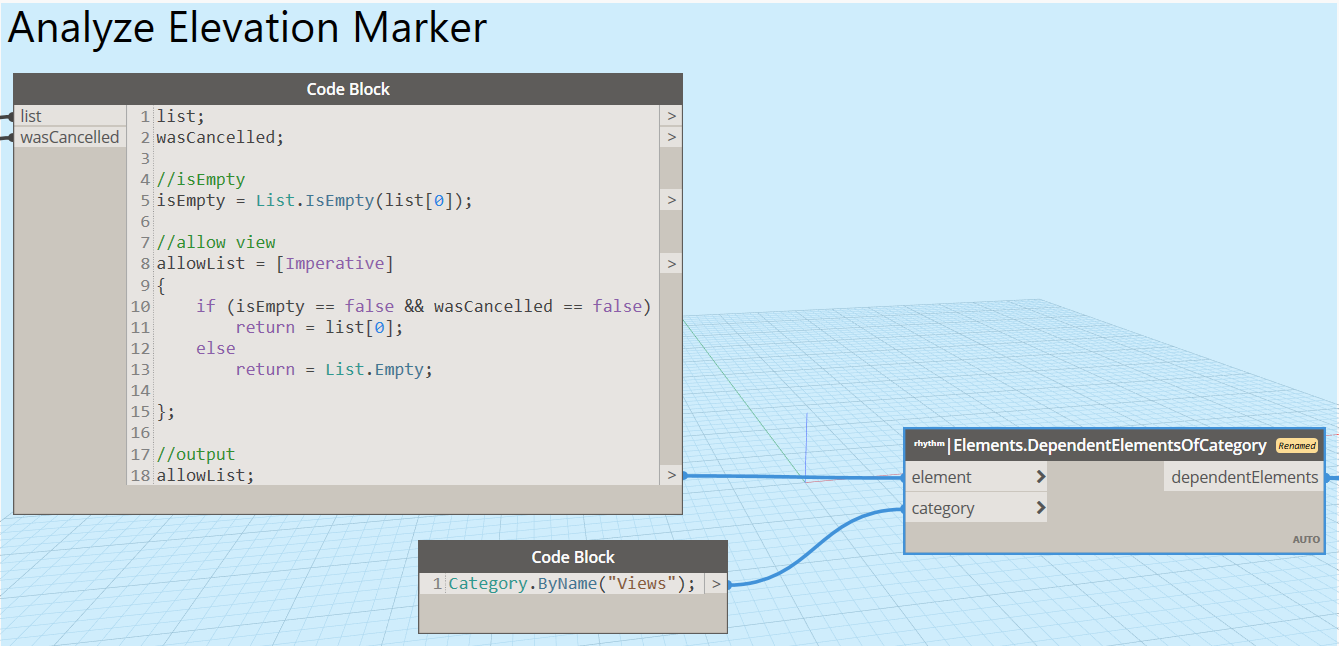 Analyze Elevation Marker
Code Block
list
wasCancelled
1 list; >
2 wasCancelled; >
3
4 //isEmpty
5 isEmpty = List.IsEmpty(list[0]); >
6
7 //allow view
8 allowList = [Imperative] >
9 {
10     if (isEmpty == false && wasCancelled == false)
11         return = list[0];
12     else
13         return = List.Empty;
14
15 };
16
17 //output
18 allowList; >
rhythm|Elements.DependentElementsOfCategory Renamed
element > dependentElements
category >
AUTO
Code Block
1 Category.ByName("Views"); >